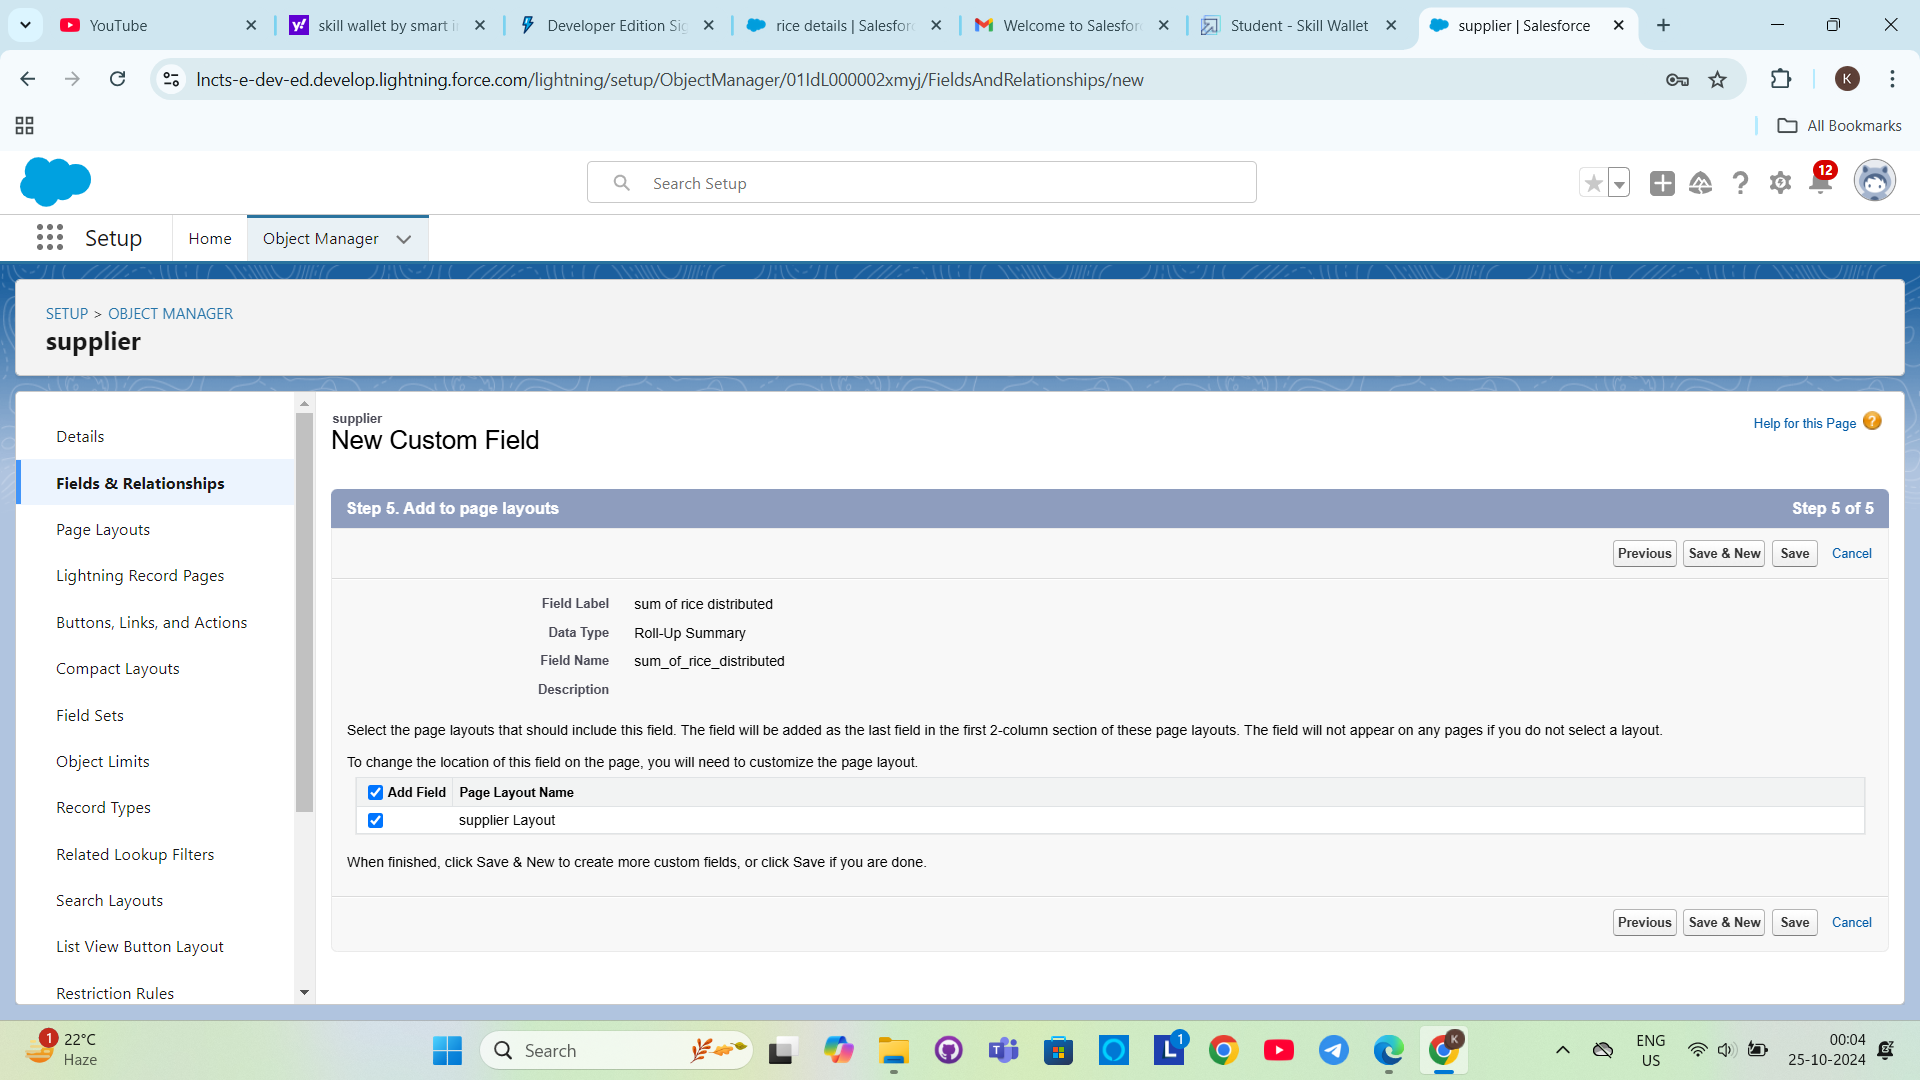 YouTube
skill wallet by smart in
Developer Edition Sig
rice details | Salesforc
Welcome to Salesforc
Student - Skill Wallet
supplier | Salesforce
lncts-e-dev-ed.develop.lightning.force.com/lightning/setup/ObjectManager/01IdL000002xmyj/FieldsAndRelationships/new
K
All Bookmarks
Search Setup
12
Setup
Home
Object Manager
SETUP > OBJECT MANAGER
supplier
Details
Fields & Relationships
Page Layouts
Lightning Record Pages
Buttons, Links, and Actions
Compact Layouts
Field Sets
Object Limits
Record Types
Related Lookup Filters
Search Layouts
List View Button Layout
Restriction Rules
supplier
New Custom Field
Help for this Page
Step 5. Add to page layouts
Step 5 of 5
Previous Save & New Save Cancel
Field Label sum of rice distributed
Data Type Roll-Up Summary
Field Name sum_of_rice_distributed
Description
Select the page layouts that should include this field. The field will be added as the last field in the first 2-column section of these page layouts. The field will not appear on any pages if you do not select a layout.
To change the location of this field on the page, you will need to customize the page layout.
Add Field Page Layout Name
supplier Layout
When finished, click Save & New to create more custom fields, or click Save if you are done.
Previous Save & New Save Cancel
1
22°C
Haze
Search
L
1
K
ENG
US
00:04
25-10-2024